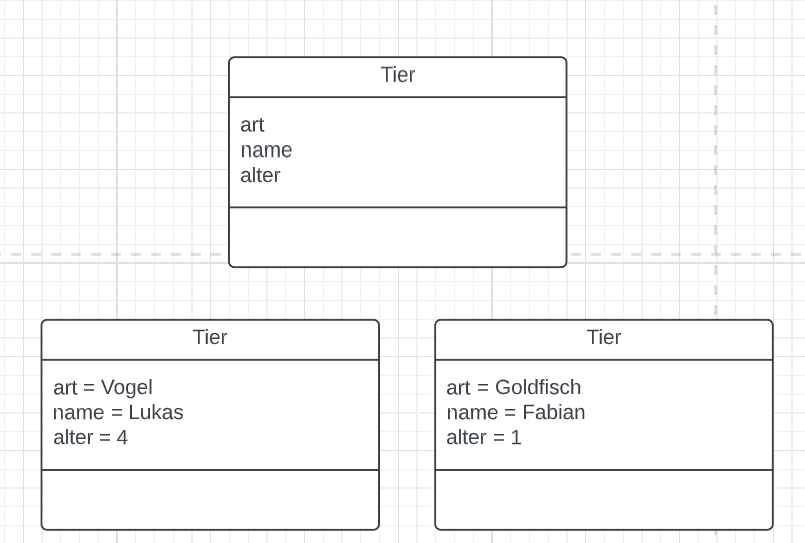 Tier
art
name
alter
Tier
art = Vogel
name = Lukas
alter = 4
Tier
art = Goldfisch
name = Fabian
alter = 1